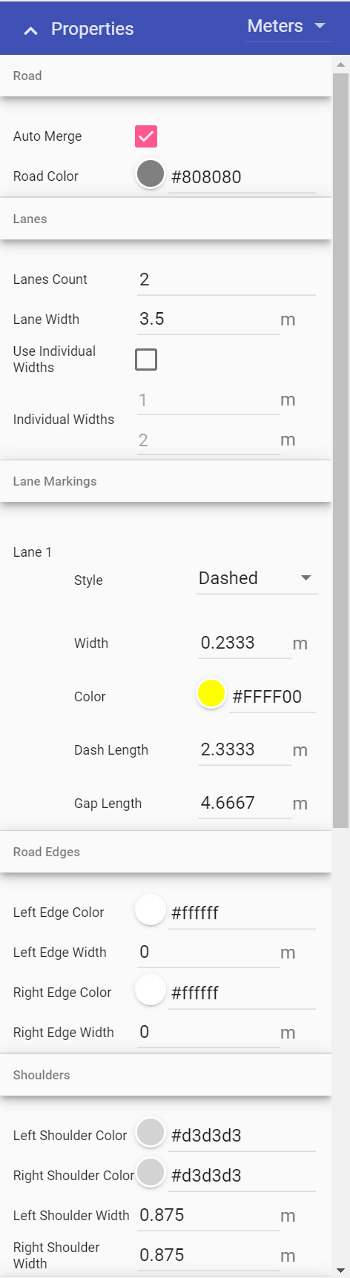 Properties Meters
Road
Auto Merge
Road Color #808080
Lanes
Lanes Count 2
Lane Width 3.5 m
Use Individual
Widths
Individual Widths
1 m
2 m
Lane Markings
Lane 1
Style Dashed
Width 0.2333 m
Color #FFFF00
Dash Length 2.3333 m
Gap Length 4.6667 m
Road Edges
Left Edge Color #ffffff
Left Edge Width 0 m
Right Edge Color #ffffff
Right Edge Width 0 m
Shoulders
Left Shoulder Color #d3d3d3
Right Shoulder Color #d3d3d3
Left Shoulder Width 0.875 m
Right Shoulder
Width 0.875 m